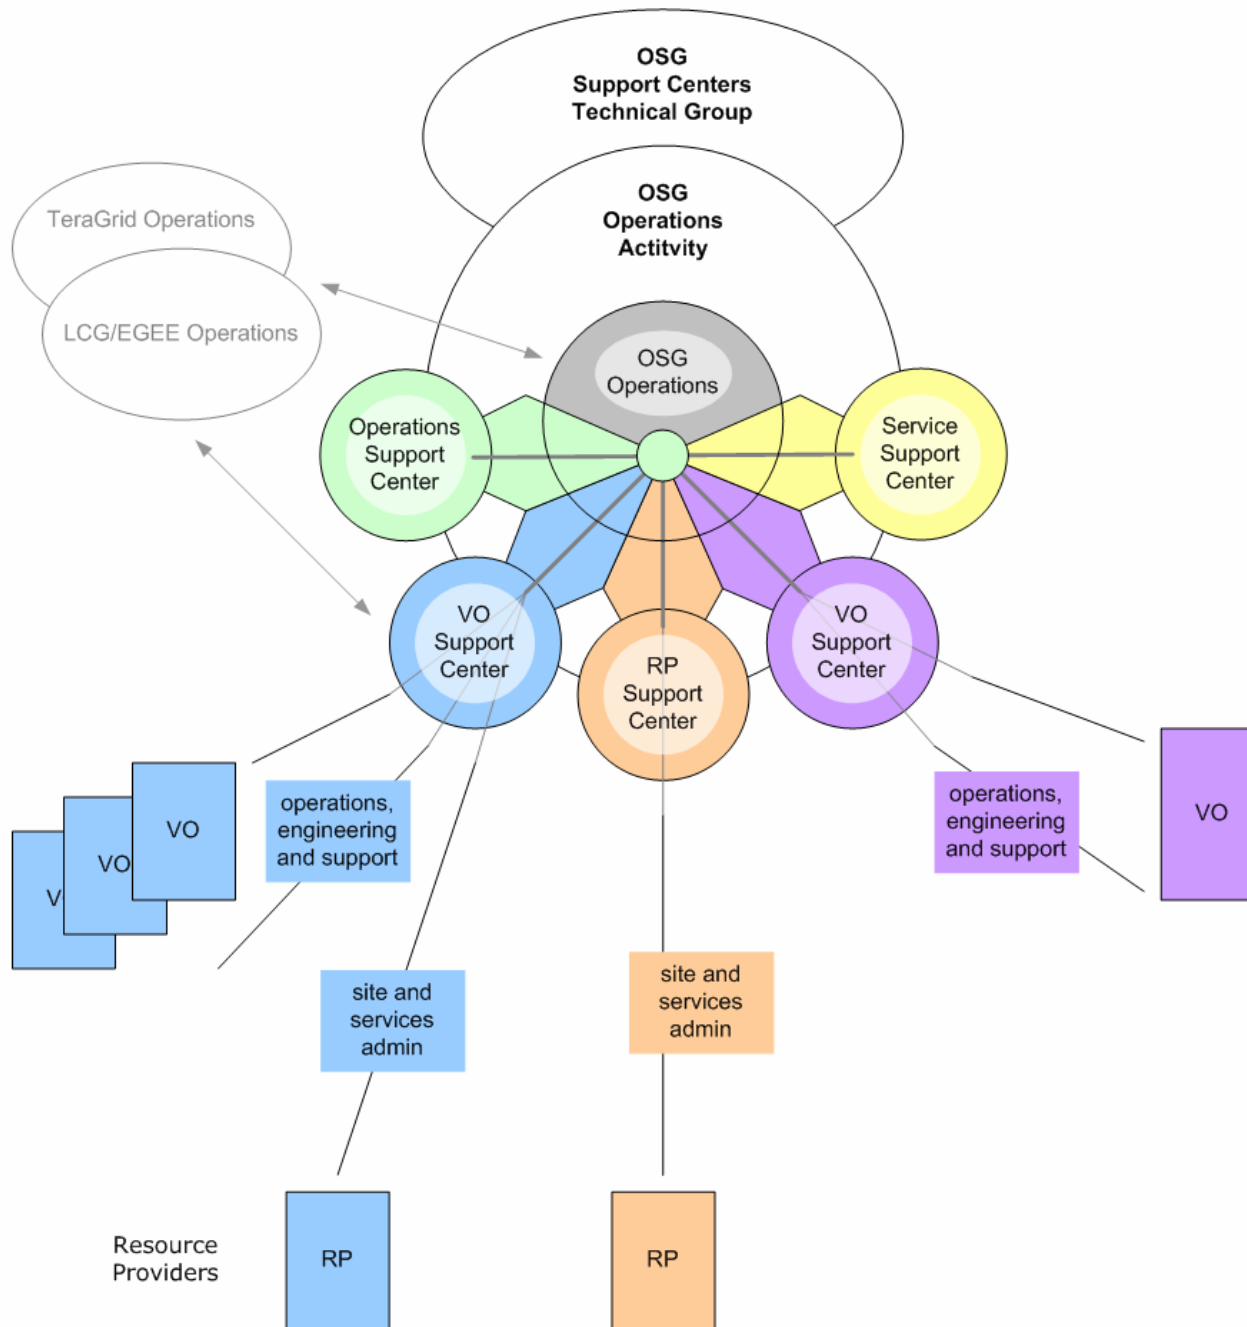 OSG
Support Centers
Technical Group
OSG
Operations
Actitvity
TeraGrid Operations
LCG/EGEE Operations
OSG
Operations
Operations
Support
Center
Service
Support
Center
VO
Support
Center
RP
Support
Center
VO
Support
Center
VO
VO
V
operations,
engineering
and support
operations,
engineering
and support
VO
site and
services
admin
site and
services
admin
Resource
Providers
RP
RP